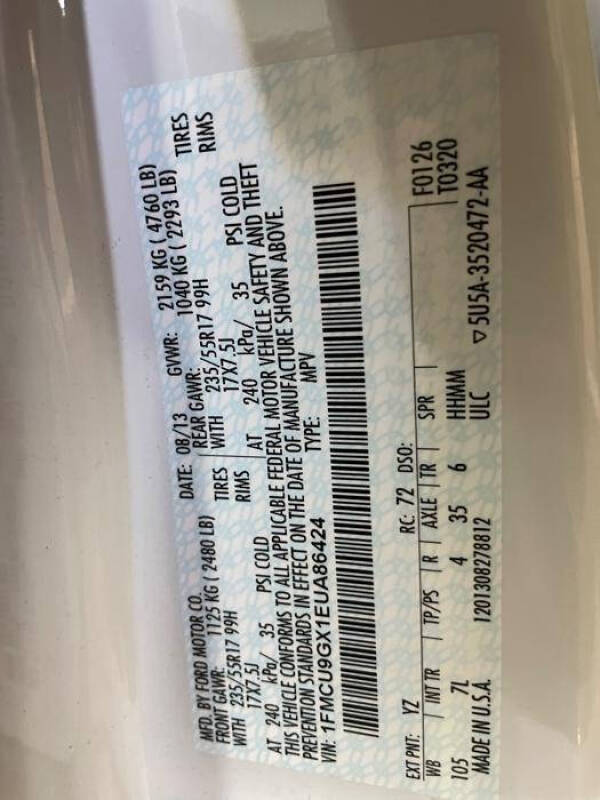 MFD. BY FORD MOTOR CO. DATE: 08/13 GVWR: 2159 KG ( 4760 LB)
FRONT GAWR: 1125 KG ( 2480 LB) REAR GAWR: 1040 KG ( 2293 LB)
WITH 235/55R17 99H TIRES WITH 235/55R17 99H TIRES
17X7.5J RIMS 17X7.5J RIMS
AT 240 kPa/ 35 PSI COLD AT 240 kPa/ 35 PSI COLD
THIS VEHICLE CONFORMS TO ALL APPLICABLE FEDERAL MOTOR VEHICLE SAFETY AND THEFT
PREVENTION STANDARDS IN EFFECT ON THE DATE OF MANUFACTURE SHOWN ABOVE.
VIN: 1FMCU9GX1EUA86424 TYPE: MPV
EXT PNT: YZ RC: 72 DSO: F0126
WB INT TR TP/PS R AXLE TR SPR T0320
105 7L 4 35 6 HHMM
MADE IN U.S.A. 1201308278812 ULC ▽5U5A-3520472-AA